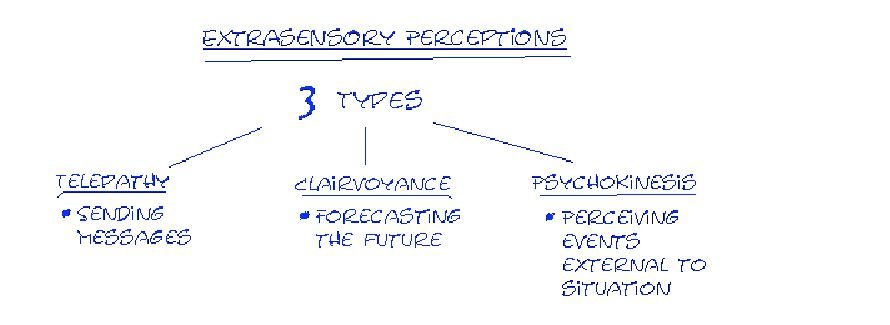 EXTRASENSORY PERCEPTIONS
3 TYPES
TELEPATHY
• SENDING
MESSAGES
CLAIRVOYANCE
• FORECASTING
THE FUTURE
PSYCHOKINESIS
• PERCEIVING
EVENTS
EXTERNAL TO
SITUATION